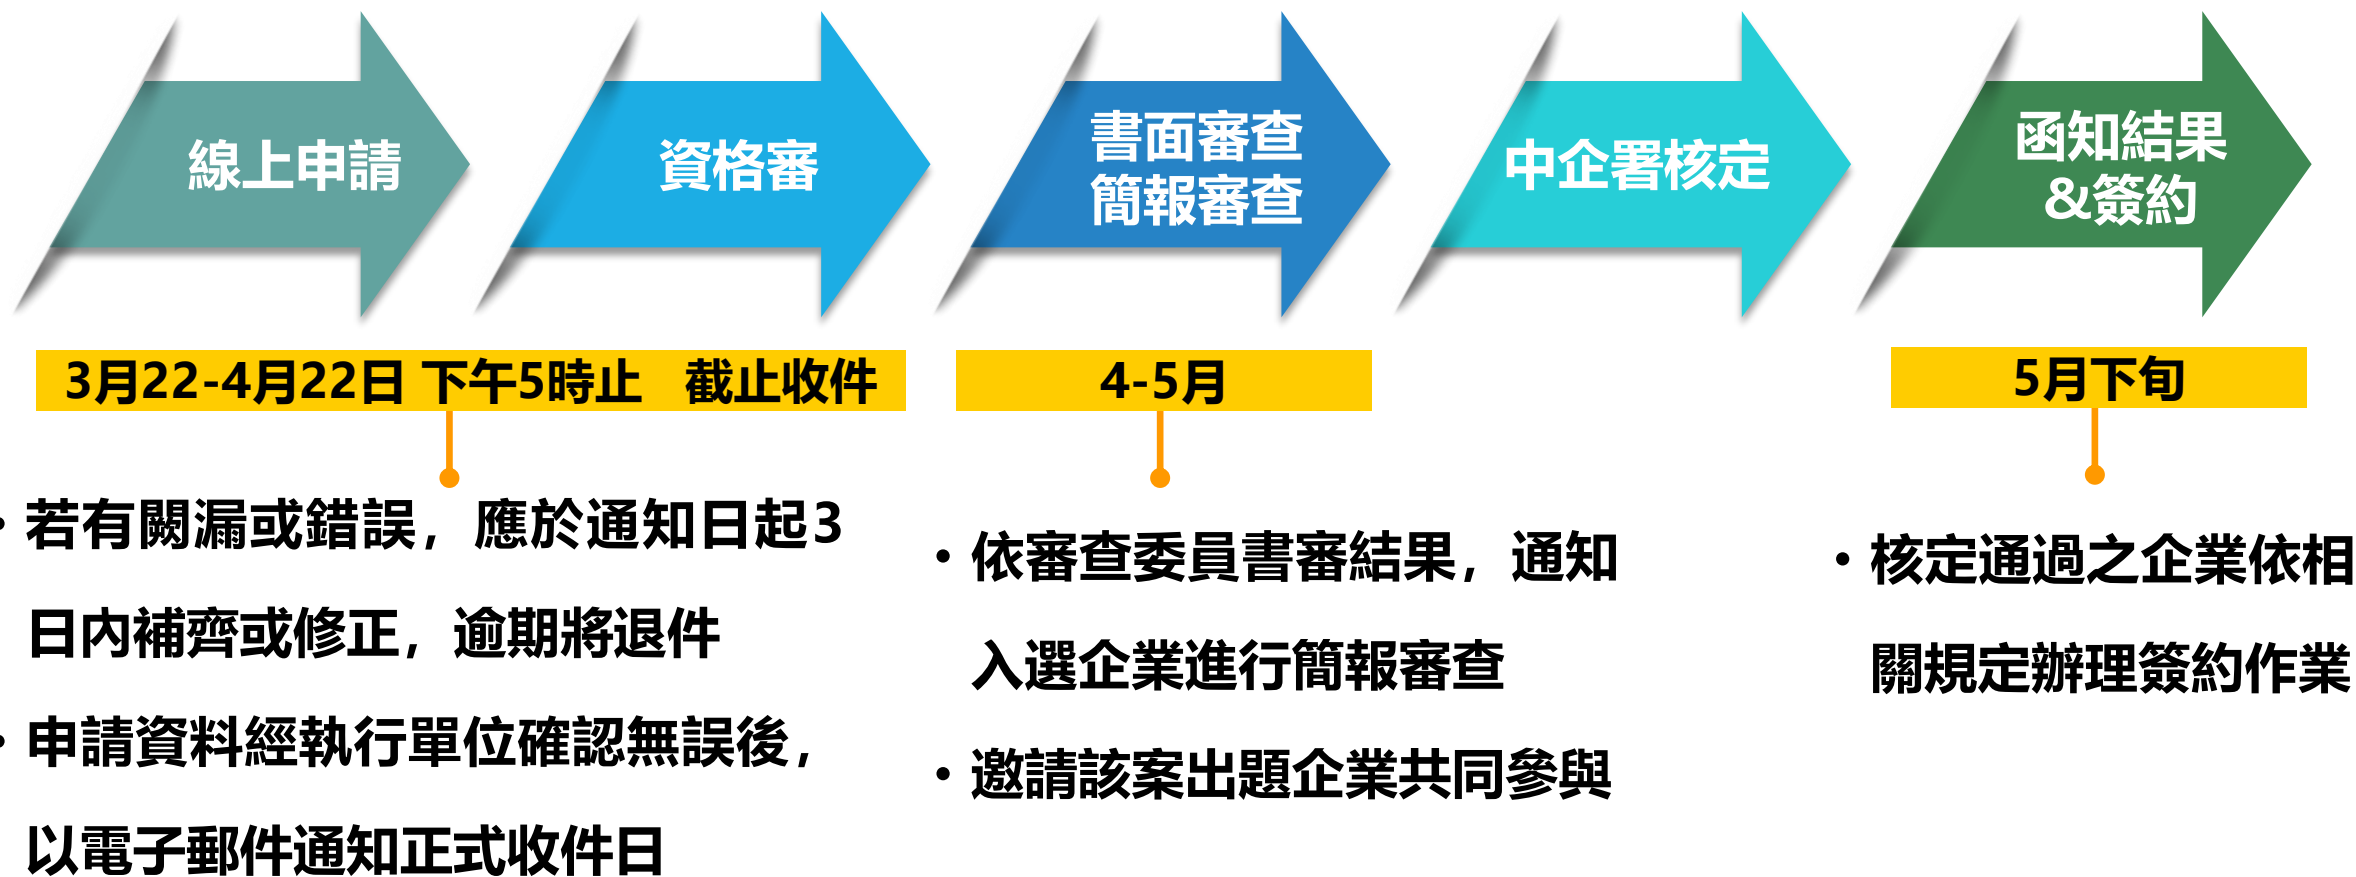 線上申請
資格審
書面審查
簡報審查
中企署核定
函知結果
&簽約
3月22-4月22日 下午5時止 截止收件
4-5月
5月下旬
• 若有闕漏或錯誤，應於通知日起3
日內補齊或修正，逾期將退件
• 申請資料經執行單位確認無誤後，
以電子郵件通知正式收件日
• 依審查委員書審結果，通知
入選企業進行簡報審查
• 邀請該案出題企業共同參與
• 核定通過之企業依相
關規定辦理簽約作業